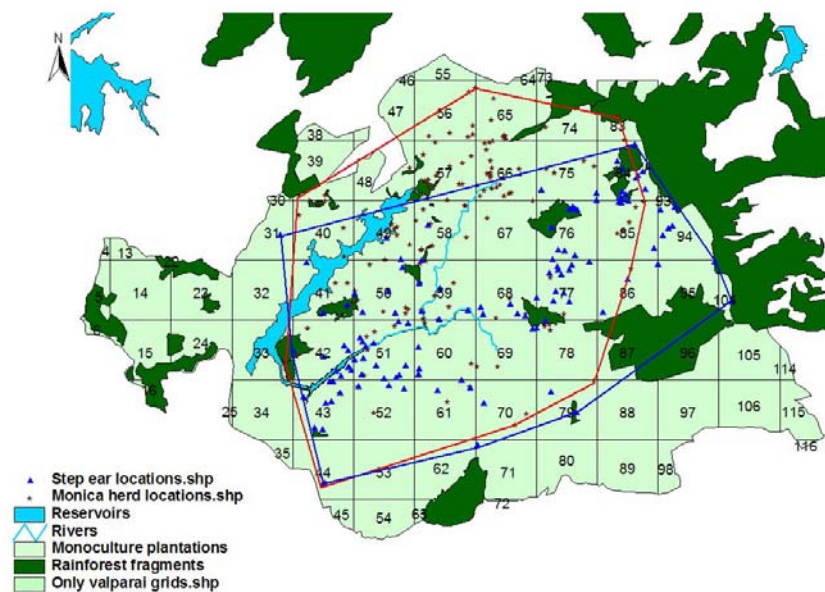 N
55
46 64 73
47 56 65 74 83
38
39 48 57 66 75
30 93
31 40 49 58 67 76 85 94
4 13 22
14 23 32 41 50 59 68 77 86 95 104
15 24 33 42 51 60 69 78 87 96 105
16 114
25 34 43 52 61 70 79 88 97 106 115
116
35 44 53 62 71 80 89 98
72
45 54 63
Step ear locations.shp
Monica herd locations.shp
Reservoirs
Rivers
Monoculture plantations
Rainforest fragments
Only valparai grids.shp